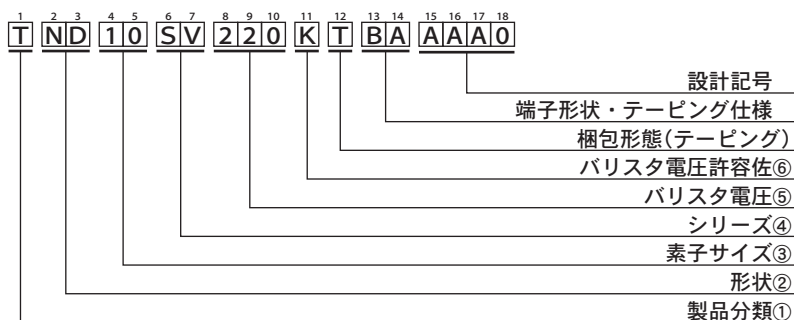 1 2 3 4 5 6 7 8 9 10 11 12 13 14 15 16 17 18
T ND 10 SV 220 K T BA AAA0
設計記号
端子形状・テーピング仕様
梱包形態(テーピング)
バリスタ電圧許容佐⑥
バリスタ電圧⑤
シリーズ④
素子サイズ③
形状②
製品分類①